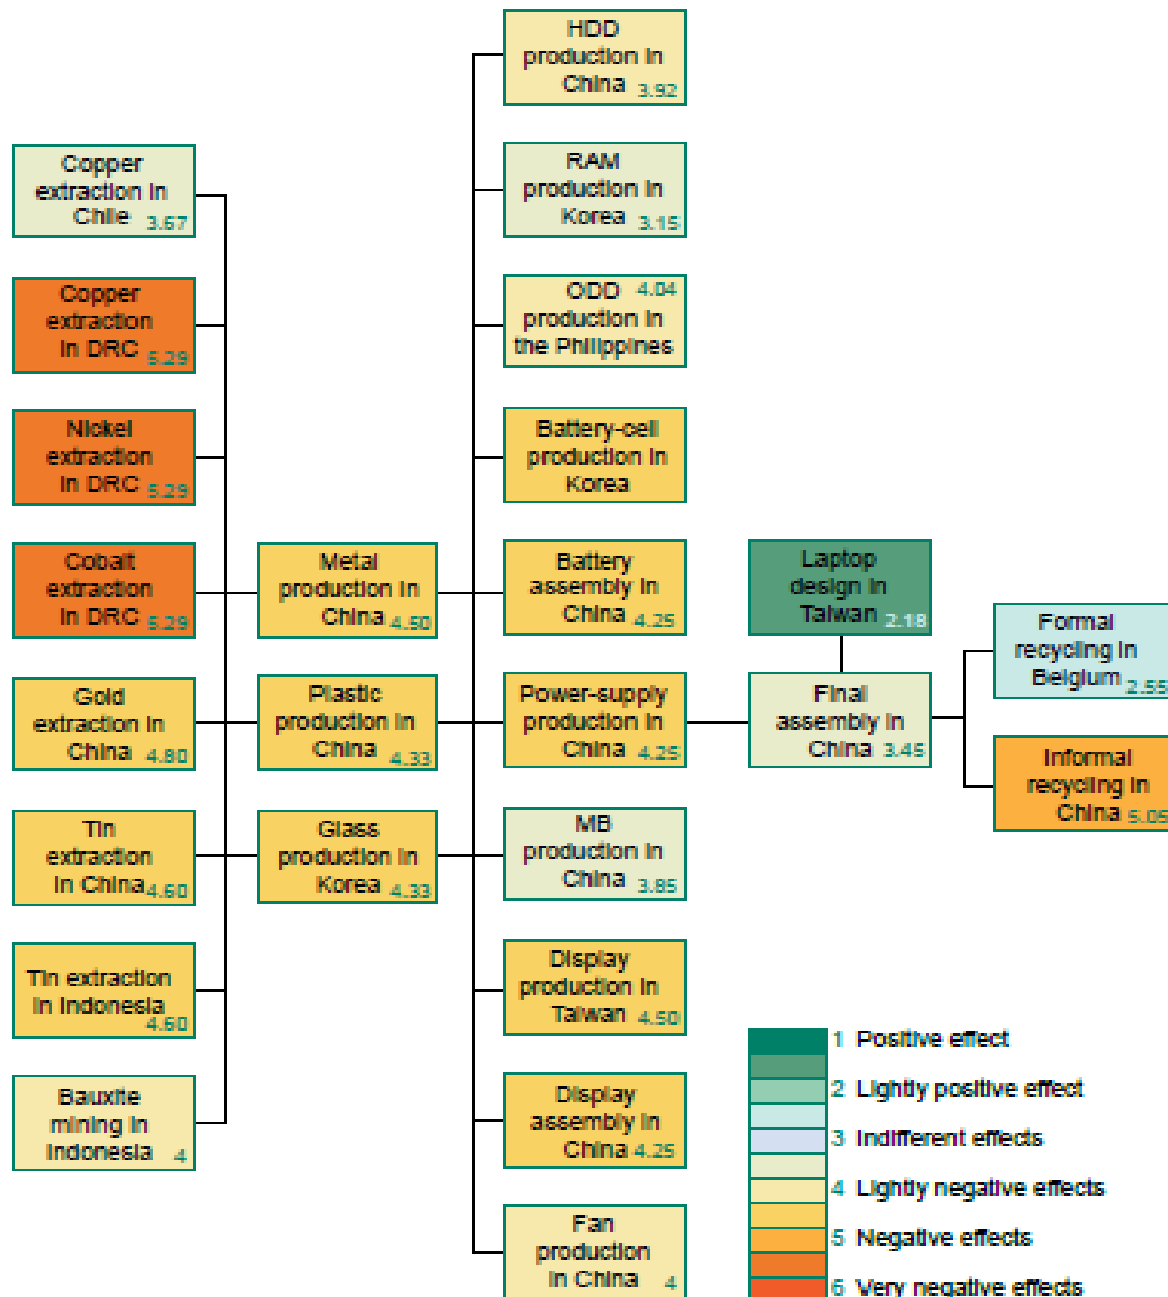 HDD
production in
China 3.92
Copper
extraction in
Chile 3.67
RAM
production in
Korea 3.15
Copper
extraction
in DRC 5.29
ODD 4.04
production in
the Philippines
Nickel
extraction
in DRC 5.29
Battery-cell
production in
Korea
Cobalt
extraction
in DRC 5.29
Metal
production in
China 4.50
Battery
assembly in
China 4.25
Laptop
design in
Taiwan 2.18
Formal
recycling in
Belgium 2.55
Gold
extraction in
China 4.80
Plastic
production in
China 4.33
Power-supply
production in
China 4.25
Final
assembly in
China 3.45
Informal
recycling in
China 5.05
Tin
extraction
in China 4.60
Glass
production in
Korea 4.33
MB
production in
China 3.85
Tin extraction
in Indonesia
4.60
Display
production in
Taiwan 4.50
Bauxite
mining in
Indonesia 4
Display
assembly in
China 4.25
Fan
production
in China 4
1 Positive effect
2 Lightly positive effect
3 Indifferent effects
4 Lightly negative effects
5 Negative effects
6 Very negative effects